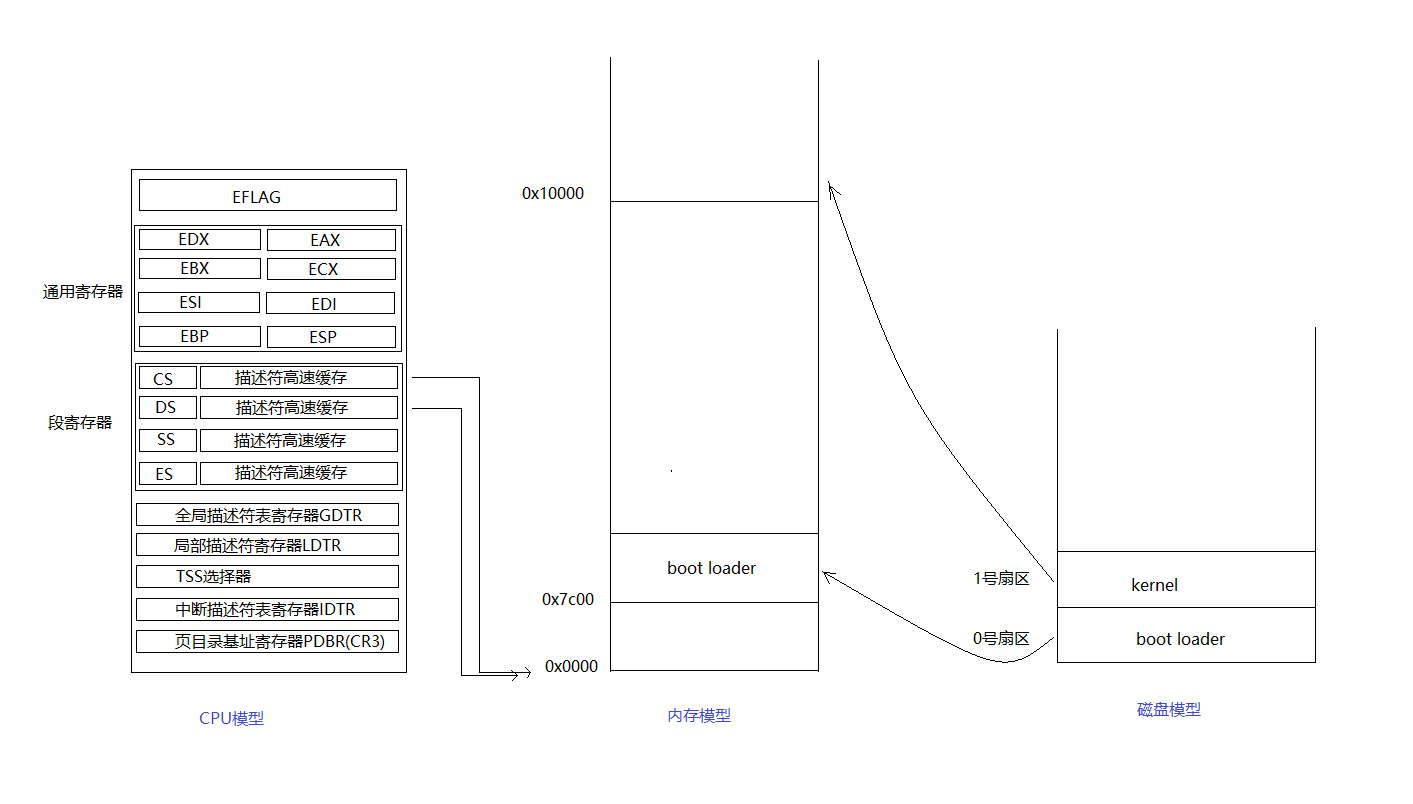 EFLAG
EDX
EAX
EBX
ECX
ESI
EDI
EBP
ESP
通用寄存器
CS
描述符高速缓存
DS
描述符高速缓存
SS
描述符高速缓存
ES
描述符高速缓存
段寄存器
全局描述符表寄存器GDTR
局部描述符寄存器LDTR
TSS选择器
中断描述符表寄存器IDTR
页目录基址寄存器PDBR(CR3)
CPU模型
0x10000
boot loader
0x7c00
0x0000
内存模型
1号扇区
kernel
0号扇区
boot loader
磁盘模型